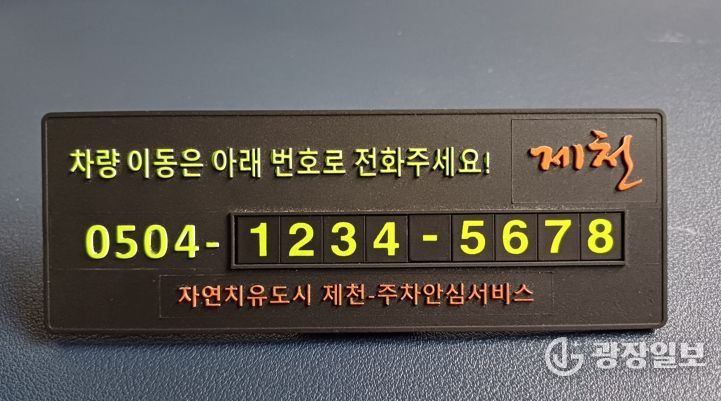 차량 이동은 아래 번호로 전화주세요!
제천
0504-1234-5678
자연치유도시 제천-주차안심서비스
광장일보